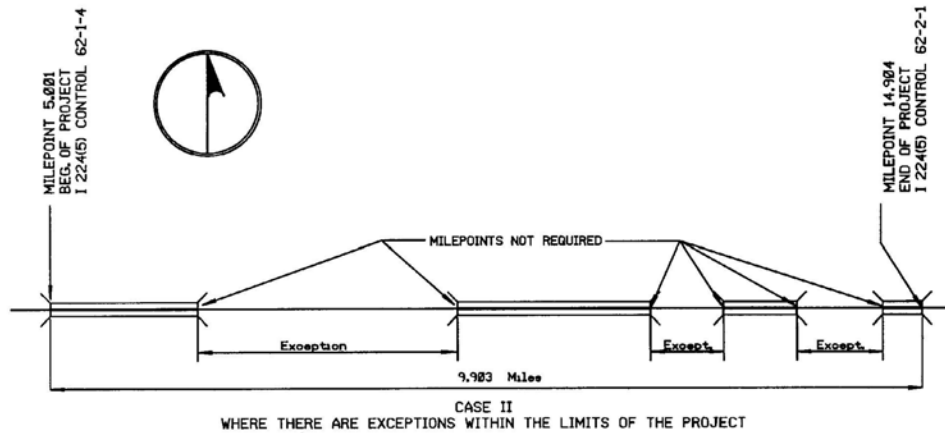 MILEPOINT 5.001
BEG. OF PROJECT
I 224(5) CONTROL 62-1-4
MILEPOINT 14.904
END OF PROJECT
I 224(5) CONTROL 62-2-1
MILEPOINTS NOT REQUIRED
Exception
Except.
Except.
9.903 Miles
CASE II
WHERE THERE ARE EXCEPTIONS WITHIN THE LIMITS OF THE PROJECT